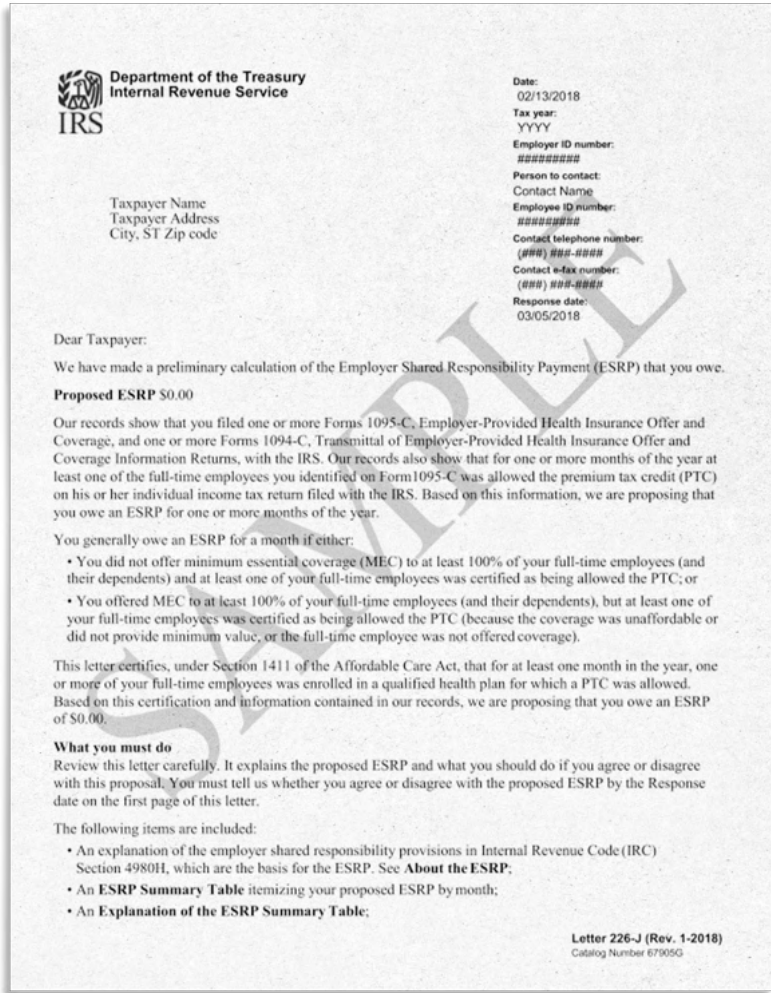 Department of the Treasury
Internal Revenue Service
IRS
Date:
02/13/2018
Tax year:
YYYY
Employer ID number:
#########
Person to contact:
Contact Name
Employee ID number:
#########
Contact telephone number:
(###) ###-####
Contact e-fax number:
(###) ###-####
Response date:
03/05/2018
Taxpayer Name
Taxpayer Address
City, ST Zip code
SAMPLE
Dear Taxpayer:
We have made a preliminary calculation of the Employer Shared Responsibility Payment (ESRP) that you owe.
Proposed ESRP $0.00
Our records show that you filed one or more Forms 1095-C, Employer-Provided Health Insurance Offer and
Coverage, and one or more Forms 1094-C, Transmittal of Employer-Provided Health Insurance Offer and
Coverage Information Returns, with the IRS. Our records also show that for one or more months of the year at
least one of the full-time employees you identified on Form1095-C was allowed the premium tax credit (PTC)
on his or her individual income tax return filed with the IRS. Based on this information, we are proposing that
you owe an ESRP for one or more months of the year.
You generally owe an ESRP for a month if either:
• You did not offer minimum essential coverage (MEC) to at least 100% of your full-time employees (and
their dependents) and at least one of your full-time employees was certified as being allowed the PTC; or
• You offered MEC to at least 100% of your full-time employees (and their dependents), but at least one of
your full-time employees was certified as being allowed the PTC (because the coverage was unaffordable or
did not provide minimum value, or the full-time employee was not offered coverage).
This letter certifies, under Section 1411 of the Affordable Care Act, that for at least one month in the year, one
or more of your full-time employees was enrolled in a qualified health plan for which a PTC was allowed.
Based on this certification and information contained in our records, we are proposing that you owe an ESRP
of $0.00.
What you must do
Review this letter carefully. It explains the proposed ESRP and what you should do if you agree or disagree
with this proposal. You must tell us whether you agree or disagree with the proposed ESRP by the Response
date on the first page of this letter.
The following items are included:
• An explanation of the employer shared responsibility provisions in Internal Revenue Code (IRC)
Section 4980H, which are the basis for the ESRP. See About the ESRP;
• An ESRP Summary Table itemizing your proposed ESRP by month;
• An Explanation of the ESRP Summary Table;
Letter 226-J (Rev. 1-2018)
Catalog Number 67905G